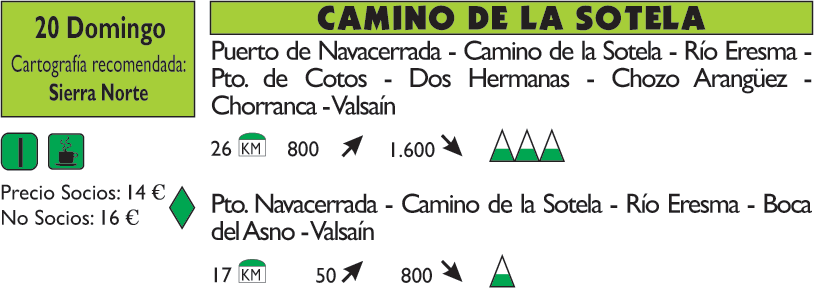 20 Domingo
Cartografía recomendada:
Sierra Norte
Precio Socios: 14 €
No Socios: 16 €
CAMINO DE LA SOTELA
Puerto de Navacerrada - Camino de la Sotela - Río Eresma -
Pto. de Cotos - Dos Hermanas - Chozo Arangüez -
Chorranca - Valsaín
26 KM 800 1.600
Pto. Navacerrada - Camino de la Sotela - Río Eresma - Boca
del Asno - Valsaín
17 KM 50 800